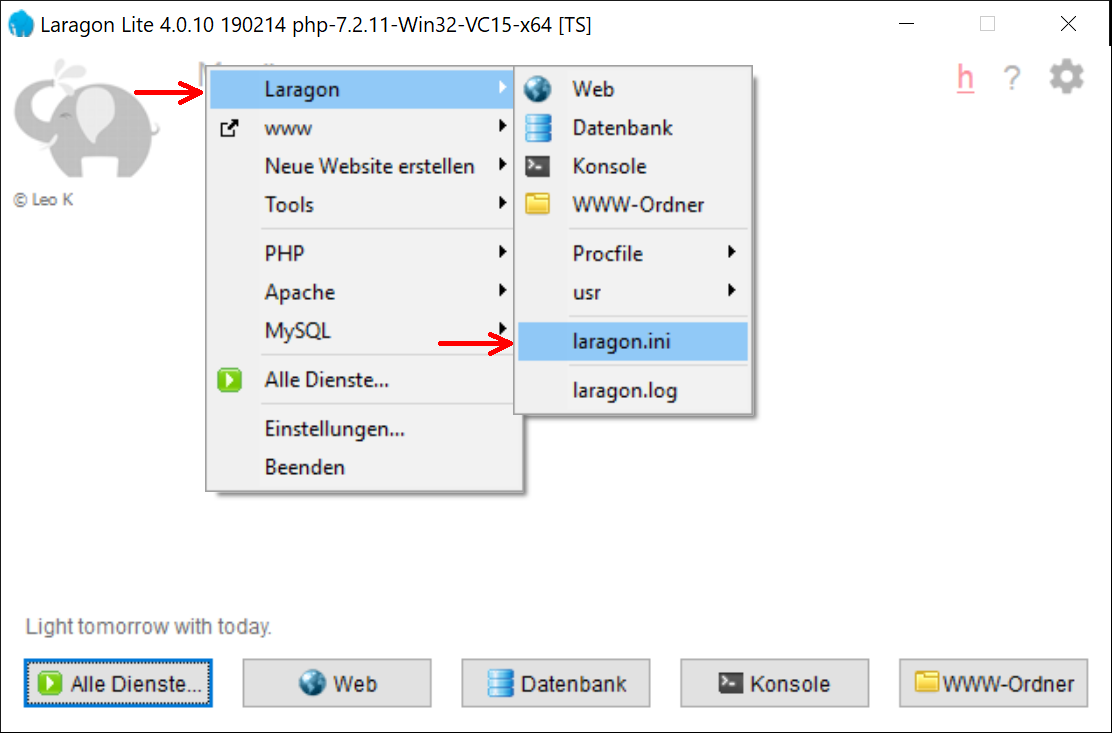 Laragon Lite 4.0.10 190214 php-7.2.11-Win32-VC15-x64 [TS]
h ?
© Leo K
Laragon
www
Neue Website erstellen
Tools
PHP
Apache
MySQL
Alle Dienste...
Einstellungen...
Beenden
Web
Datenbank
Konsole
WWW-Ordner
Procfile
usr
laragon.ini
laragon.log
Light tomorrow with today.
Alle Dienste...
Web
Datenbank
Konsole
WWW-Ordner